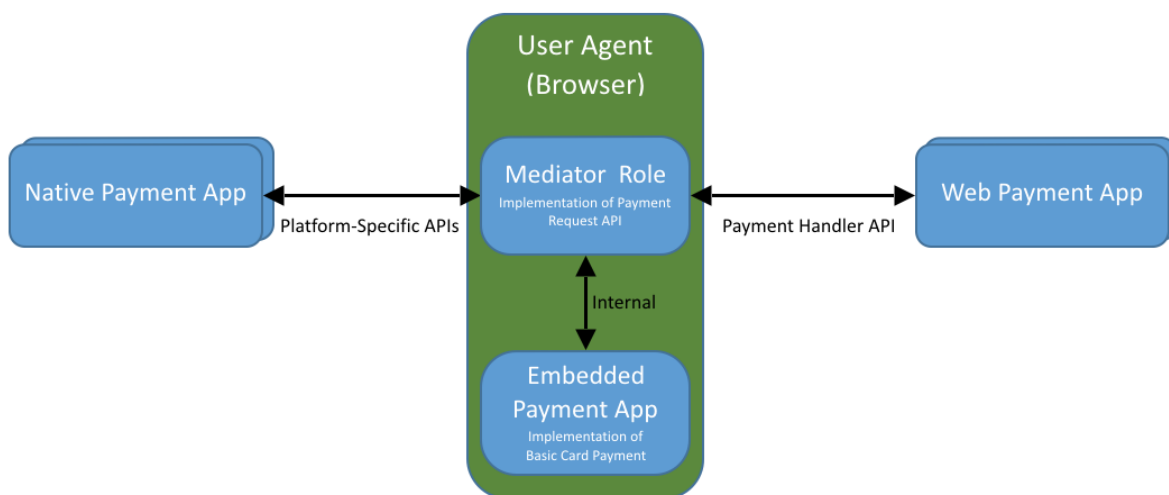 User Agent
(Browser)
Native Payment App
Platform-Specific APIs
Mediator Role
Implementation of Payment
Request API
Payment Handler API
Web Payment App
Internal
Embedded
Payment App
Implementation of
Basic Card Payment